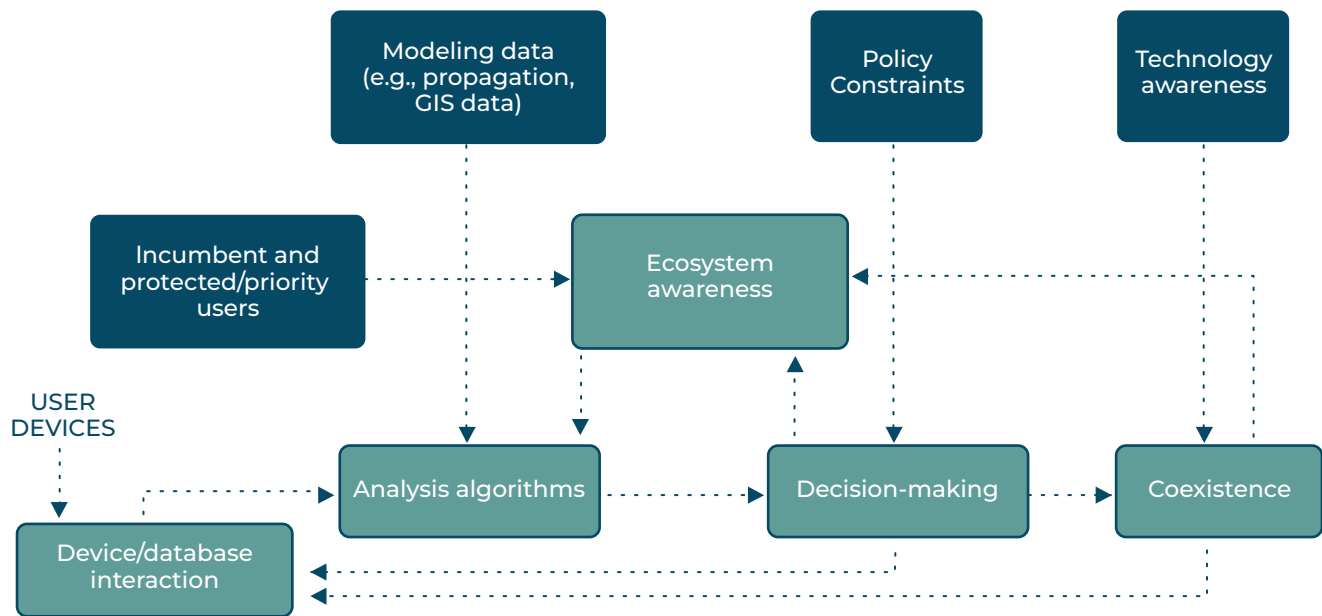 Modeling data
(e.g., propagation,
GIS data)
Policy
Constraints
Technology
awareness
Incumbent and
protected/priority
users
Ecosystem
awareness
USER
DEVICES
Analysis algorithms
Decision-making
Coexistence
Device/database
interaction